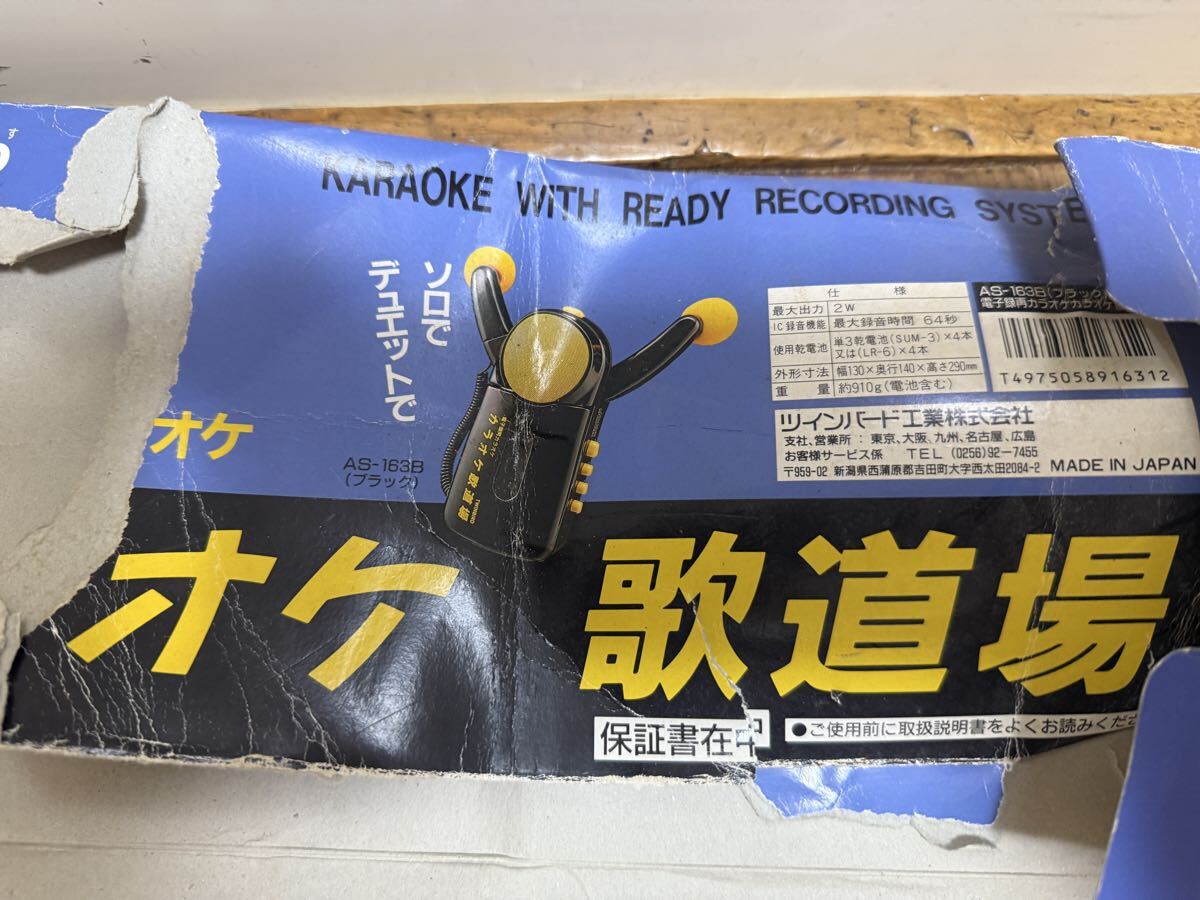 す
KARAOKE WITH READY RECORDING SYSTE
ソロで
デュエットで
オケ
AS-163B
(ブラック)
カラオケ歌道場
仕 様
最大出力 2W
IC録音機能 最大録音時間 64秒
使用乾電池 単3乾電池(SUM-3)×4本
又は(LR-6)×4本
外形寸法 幅130×奥行140×高さ290mm
重量 約910g(電池含む)
AS-163B(ブラック)
電子録再カラオケカラオケ
T4975058916312
ツインバード工業株式会社
支社、営業所: 東京、大阪、九州、名古屋、広島
お客様サービス係 TEL (0256)92-7455
〒959-02 新潟県西蒲原郡吉田町大字西太田2084-2
MADE IN JAPAN
オケ 歌道場
保証書在中
●ご使用前に取扱説明書をよくお読みくださ